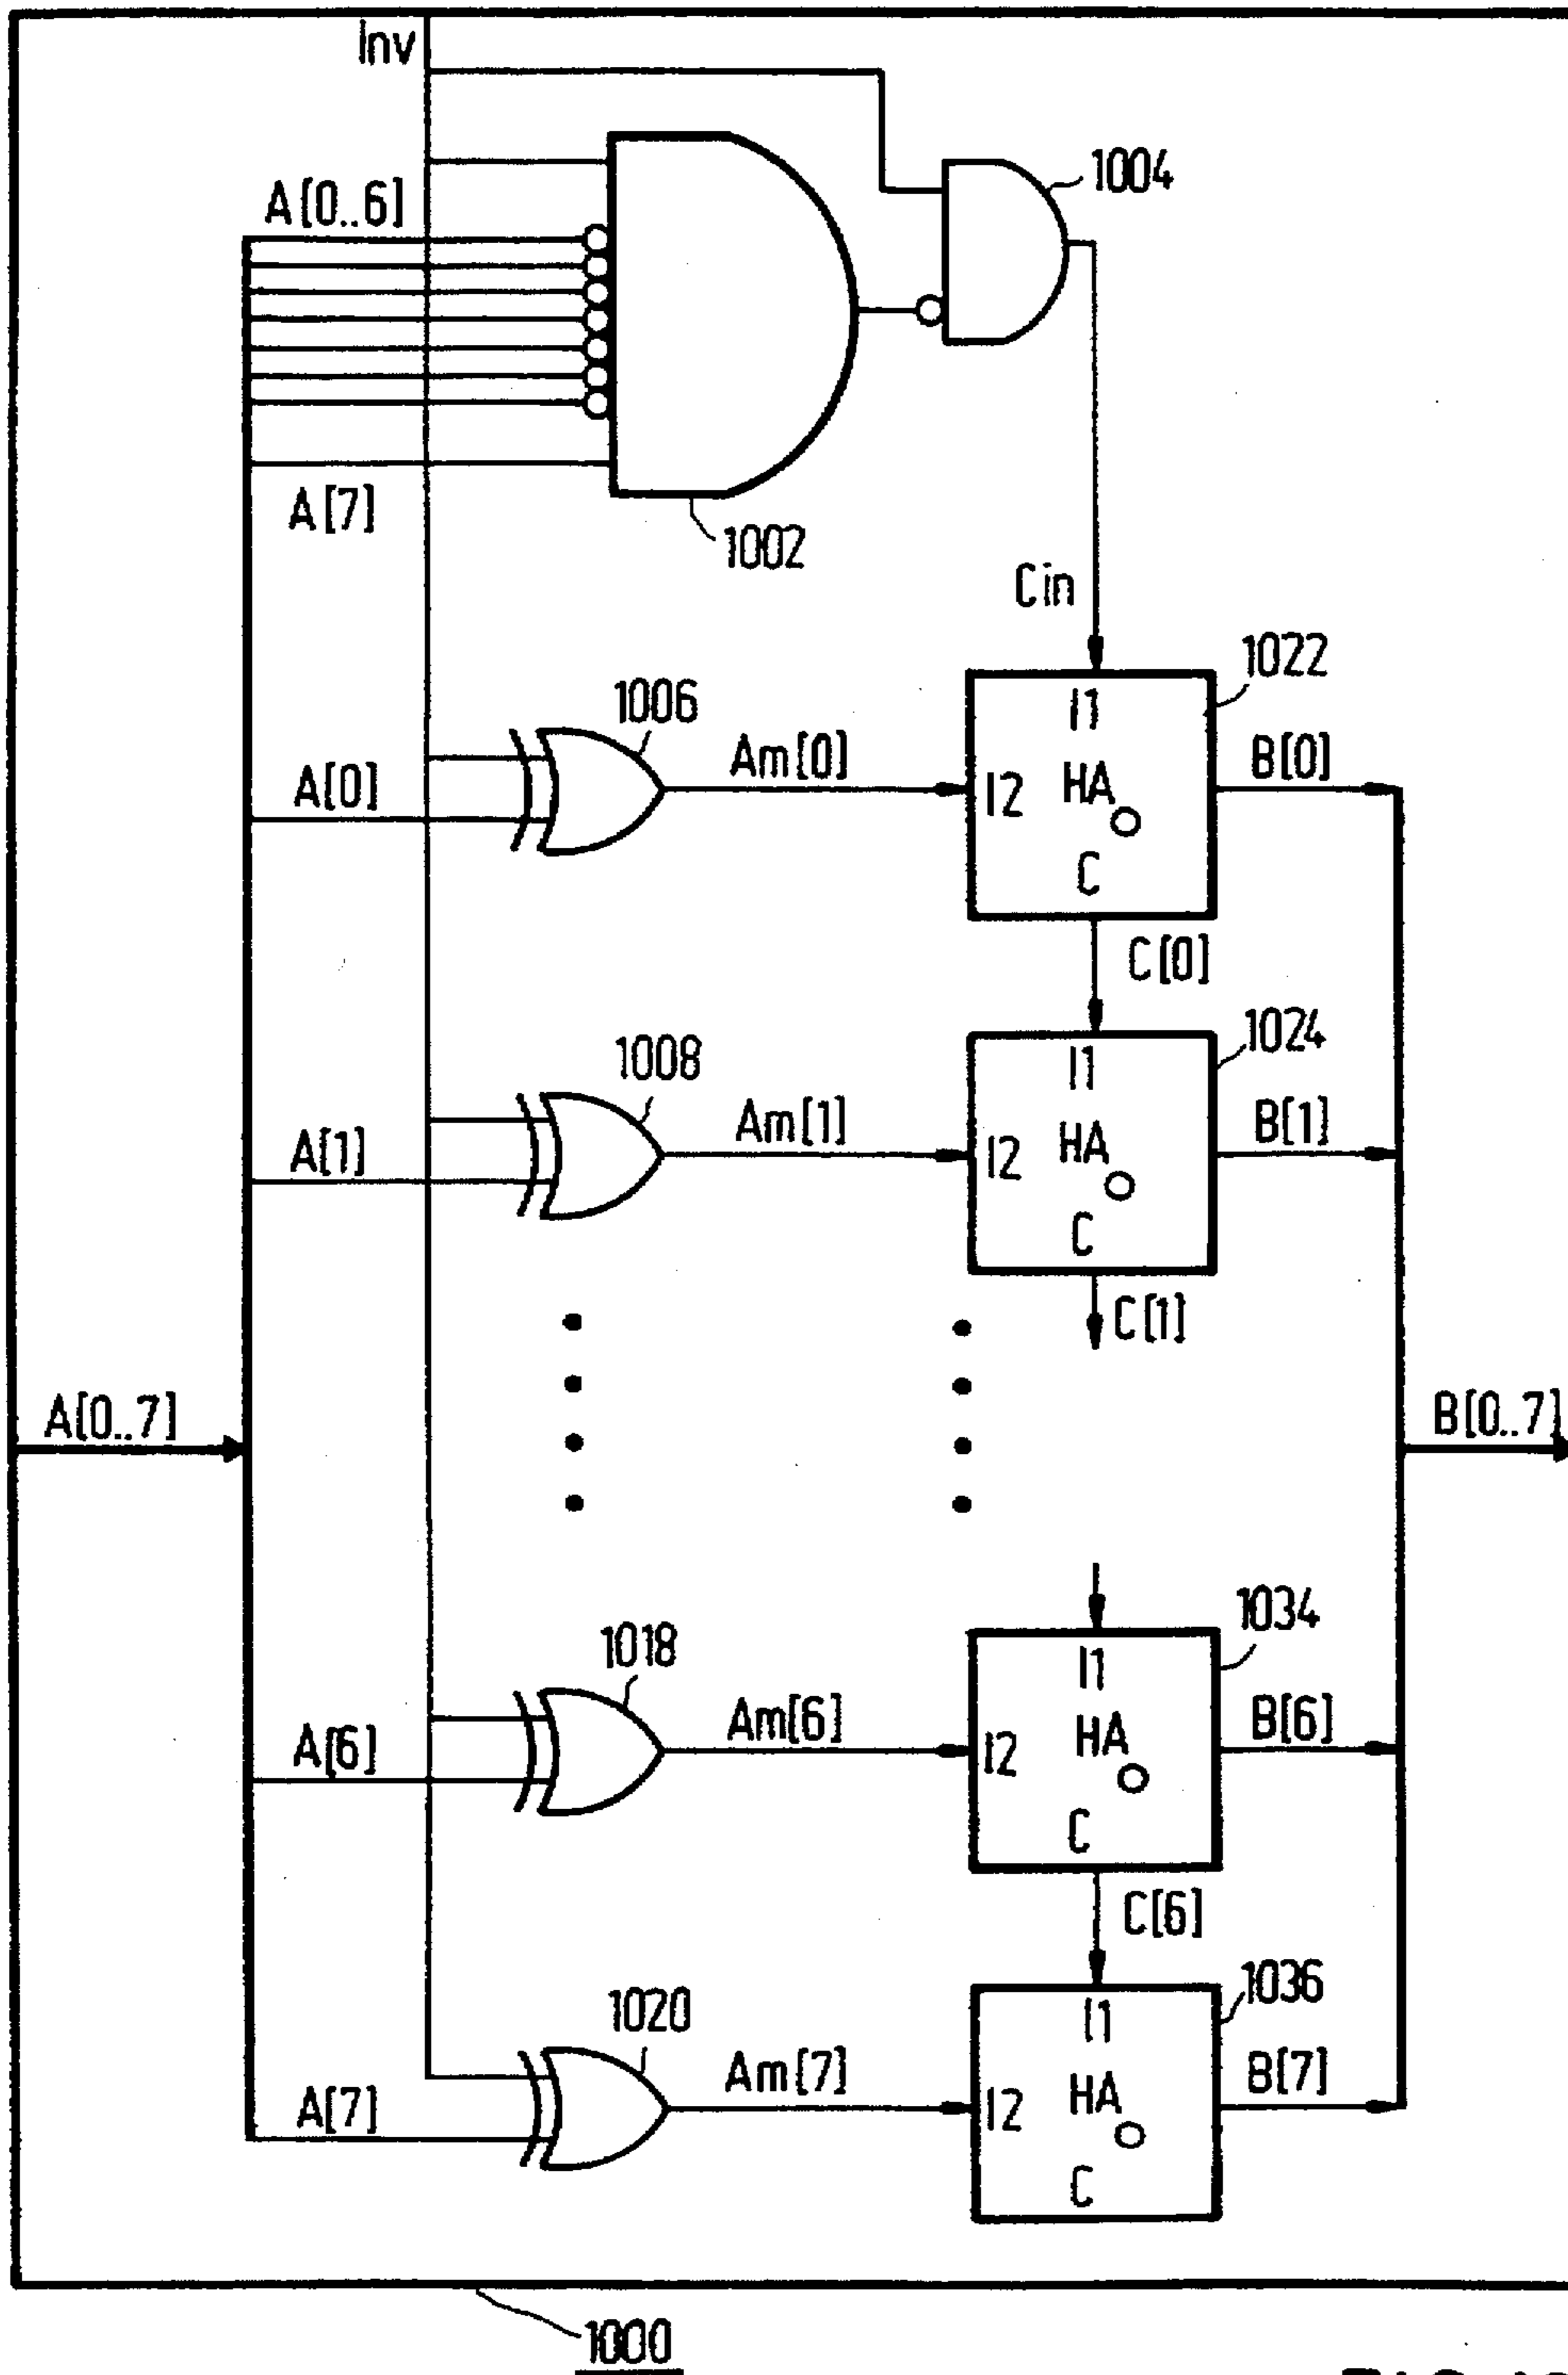 Inv
1004
A[0..6]
A[7]
1002
Cin
1022
1006
I1
Am[0]
B[0]
A[0]
I2
HA
O
C
C[0]
1024
1008
I1
Am[1]
B[1]
A[1]
I2
HA
O
C
C[1]
A[0..7]
B[0..7]
1034
1018
I1
Am[6]
B[6]
A[6]
I2
HA
O
C
C[6]
1036
1020
I1
Am[7]
B[7]
A[7]
I2
HA
O
C
1000